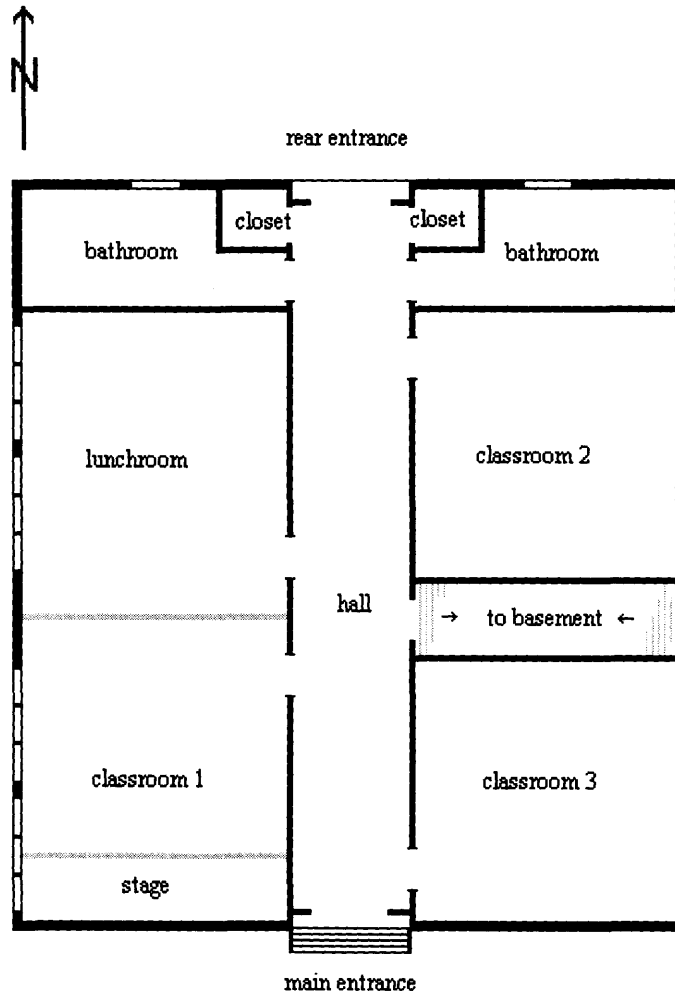 N
rear entrance
closet
closet
bathroom
bathroom
lunchroom
classroom 2
hall
→ to basement ←
classroom 1
classroom 3
stage
main entrance